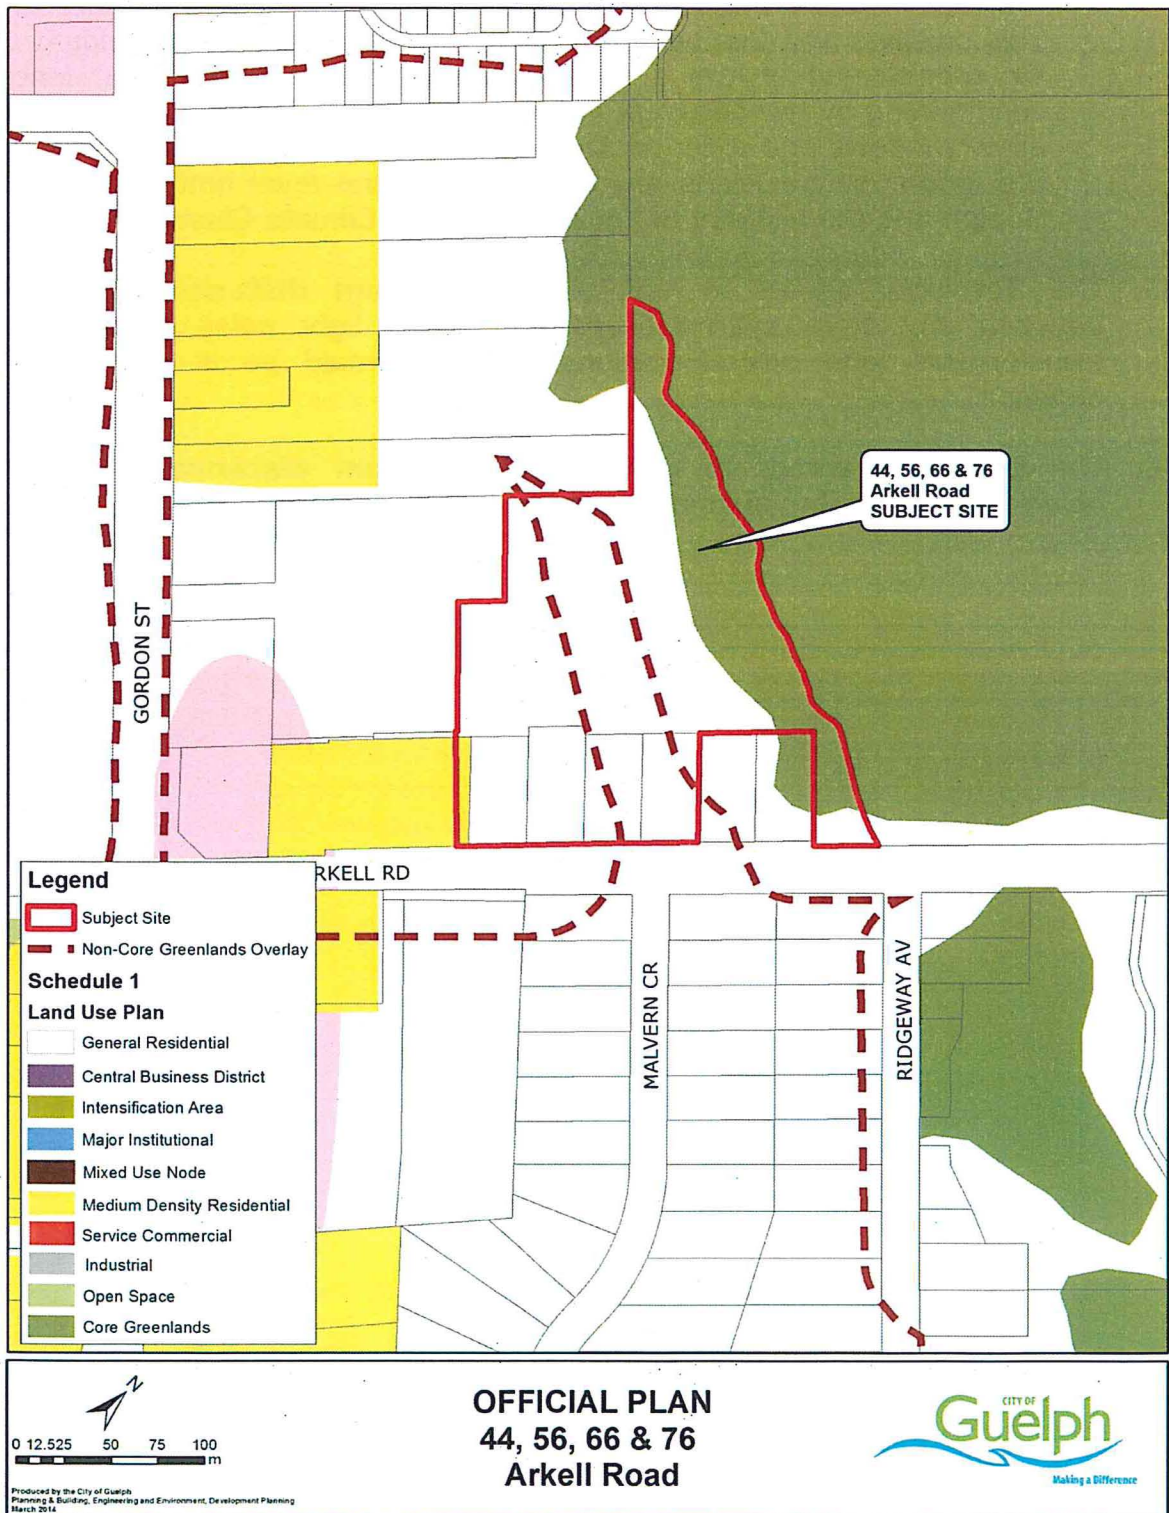 44, 56, 66 & 76
Arkell Road
SUBJECT SITE
GORDON ST
RKELL RD
MALVERN CR
RIDGEWAY AV
Legend
Subject Site
Non-Core Greenlands Overlay
Schedule 1
Land Use Plan
General Residential
Central Business District
Intensification Area
Major Institutional
Mixed Use Node
Medium Density Residential
Service Commercial
Industrial
Open Space
Core Greenlands
N
0 12.525 50 75 100
m
Produced by the City of Guelph
Planning & Building, Engineering and Environment, Development Planning
March 2014
OFFICIAL PLAN
44, 56, 66 & 76
Arkell Road
CITY OF
Guelph
Making a Difference